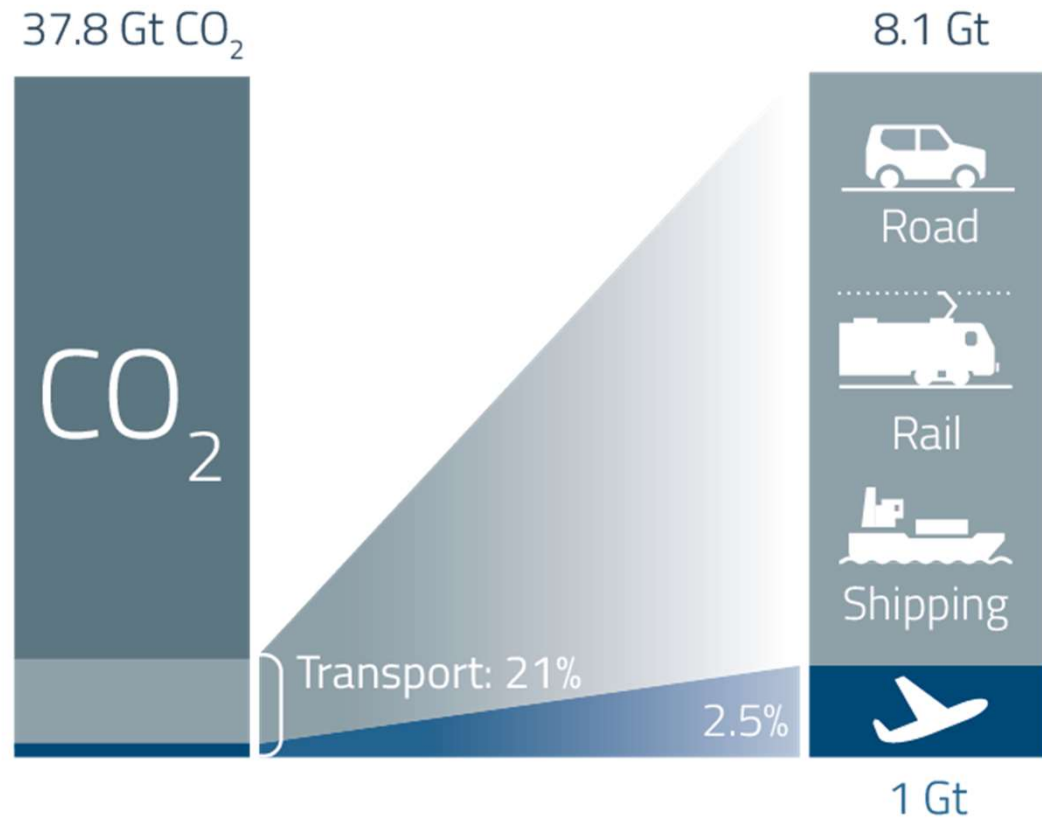 37.8 Gt CO₂
8.1 Gt
CO₂
Road
Rail
Shipping
Transport: 21%
2.5%
1 Gt